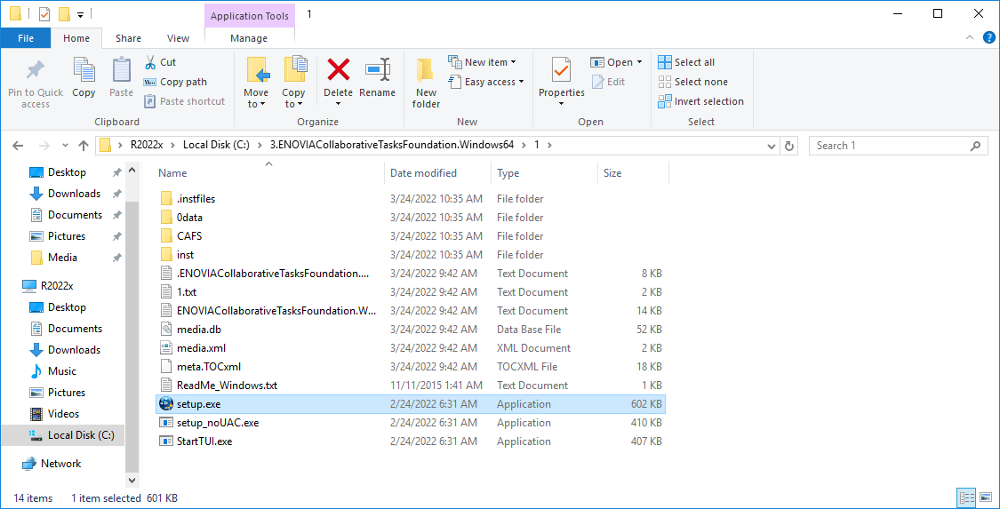 Application Tools 1
File Home Share View Manage
Pin to Quick access
Copy
Paste
Cut
Copy path
Paste shortcut
Clipboard
Move to
Copy to
Delete
Rename
Organize
New folder
New item
Easy access
New
Properties
Open
Edit
Open
Select all
Select none
Invert selection
Select
R2022x > Local Disk (C:) > 3.ENOVIACollaborativeTasksFoundation.Windows64 > 1 >
Search 1
Desktop
Downloads
Documents
Pictures
Media
R2022x
Desktop
Documents
Downloads
Music
Pictures
Videos
Local Disk (C:)
Network
Name Date modified Type Size
.instfiles 3/24/2022 10:35 AM File folder
0data 3/24/2022 10:35 AM File folder
CAFS 3/24/2022 10:35 AM File folder
inst 3/24/2022 10:35 AM File folder
.ENOVIACollaborativeTasksFoundation.... 3/24/2022 9:42 AM Text Document 8 KB
1.txt 3/24/2022 9:42 AM Text Document 2 KB
ENOVIACollaborativeTasksFoundation.W... 3/24/2022 9:42 AM Text Document 14 KB
media.db 3/24/2022 9:42 AM Data Base File 52 KB
media.xml 3/24/2022 9:42 AM XML Document 2 KB
meta.TOCxml 3/24/2022 9:42 AM TOCXML File 18 KB
ReadMe_Windows.txt 11/11/2015 1:41 AM Text Document 1 KB
setup.exe 2/24/2022 6:31 AM Application 602 KB
setup_noUAC.exe 2/24/2022 6:31 AM Application 410 KB
StartTUI.exe 2/24/2022 6:31 AM Application 407 KB
14 items 1 item selected 601 KB